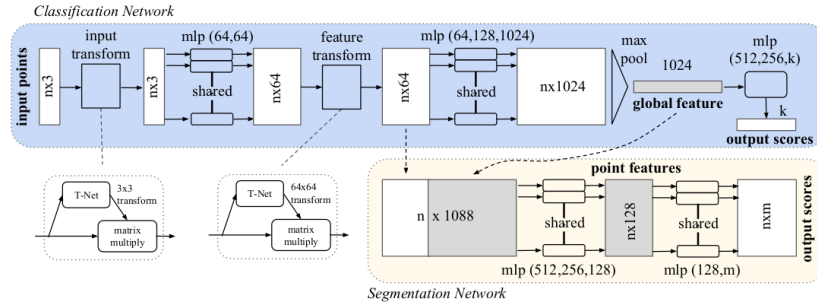 Classification Network
input points
nx3
input
transform
nx3
mlp (64,64)
shared
nx64
feature
transform
nx64
mlp (64,128,1024)
shared
nx1024
max
pool
1024
global feature
mlp
(512,256,k)
k
output scores
T-Net
3x3
transform
matrix
multiply
T-Net
64x64
transform
matrix
multiply
point features
n x 1088
shared
mlp (512,256,128)
nx128
shared
mlp (128,m)
nxm
output scores
Segmentation Network